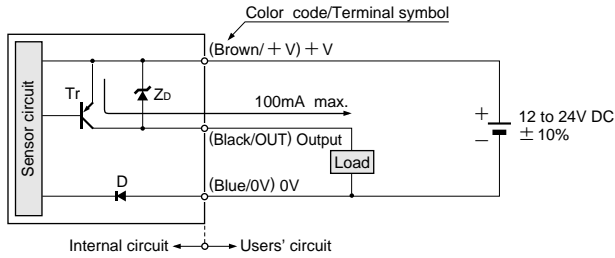 Color code/Terminal symbol
(Brown/＋V)＋V
Tr
ZD
100mA max.
Sensor circuit
(Black/OUT) Output
Load
＋
－
12 to 24V DC
±10%
D
(Blue/0V) 0V
Internal circuit
Users' circuit